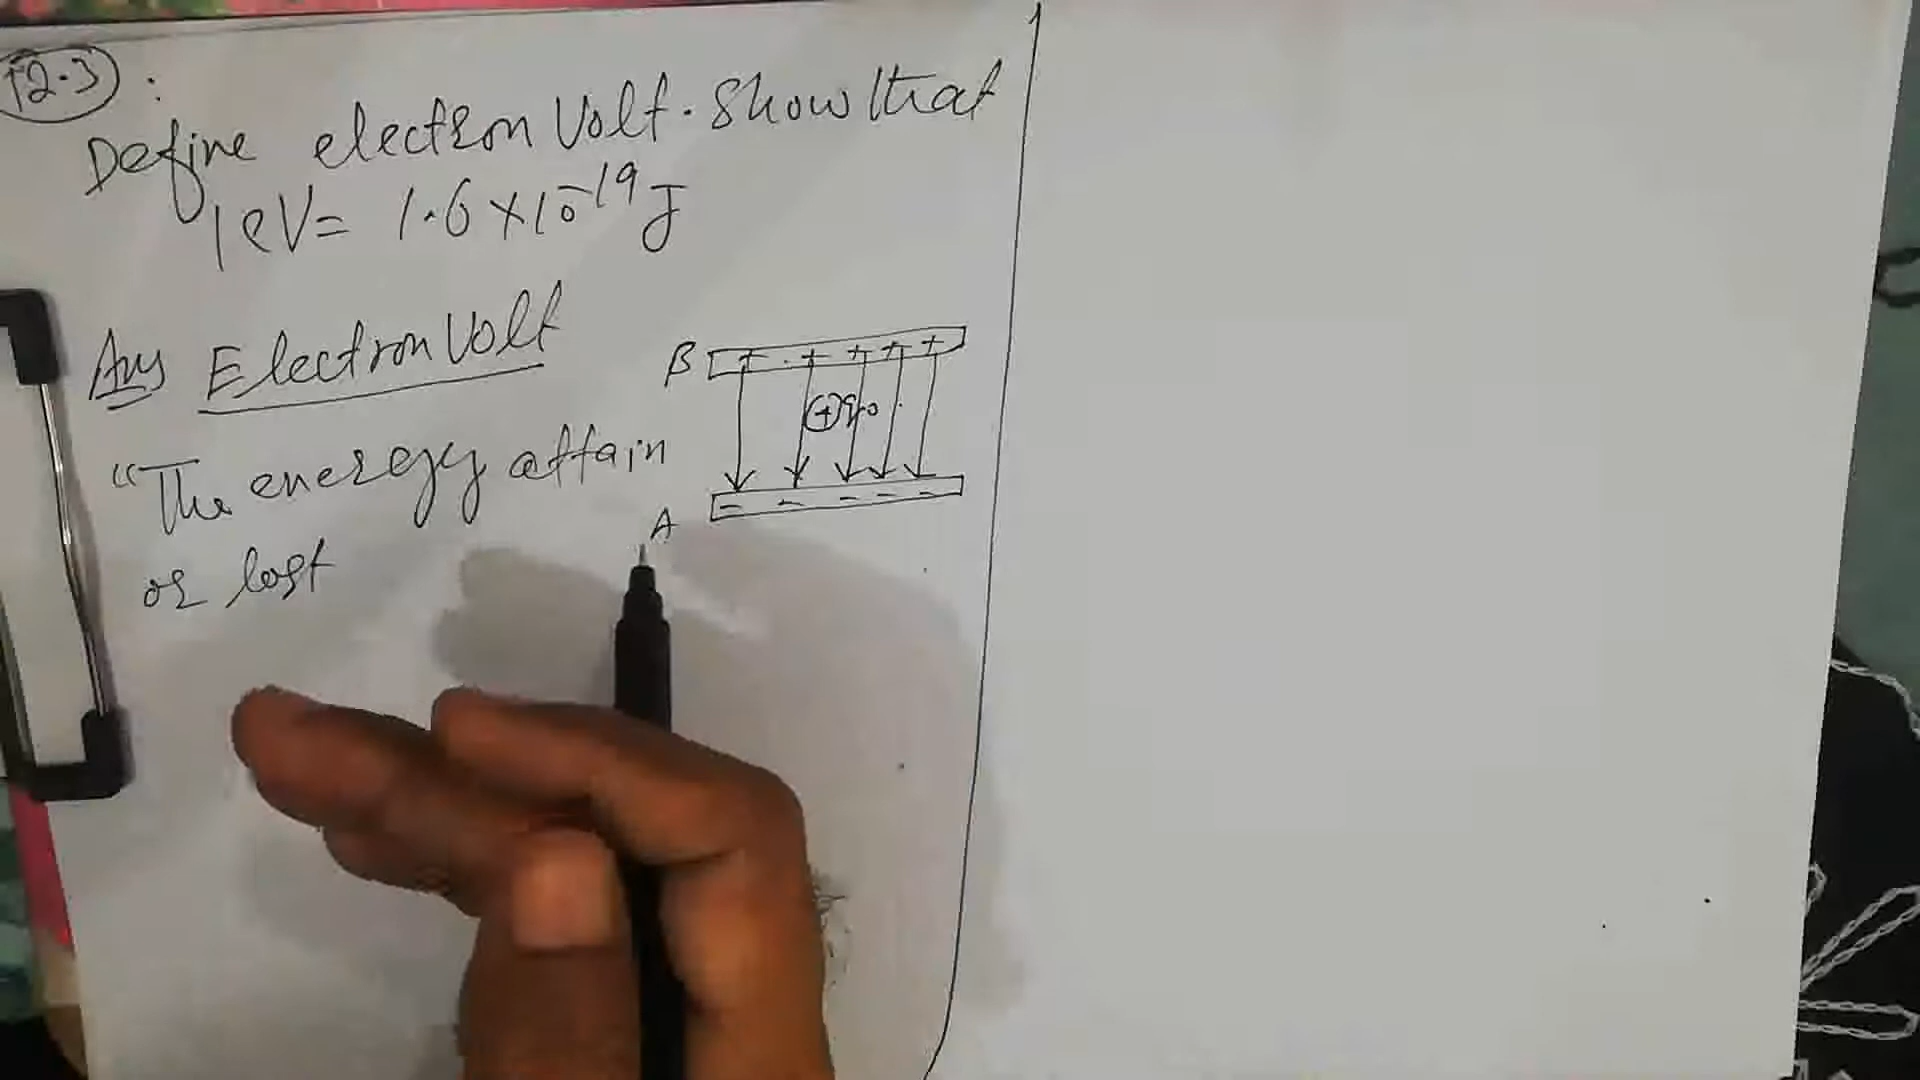 12.3 :
Define electron Volt. Show that
1eV = 1.6 X 10⁻¹⁹ J
Ans Electron Volt
"The energy attain
or lost
B + + + + +
⊕q₀
A - - - - -